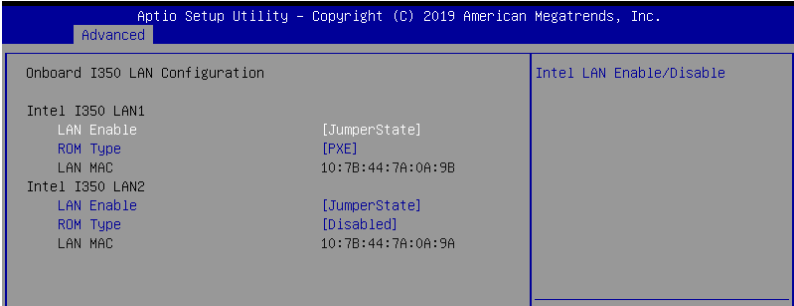 Aptio Setup Utility – Copyright (C) 2019 American Megatrends, Inc.
Advanced
Onboard I350 LAN Configuration
Intel LAN Enable/Disable
Intel I350 LAN1
LAN Enable [JumperState]
ROM Type [PXE]
LAN MAC 10:7B:44:7A:0A:9B
Intel I350 LAN2
LAN Enable [JumperState]
ROM Type [Disabled]
LAN MAC 10:7B:44:7A:0A:9A